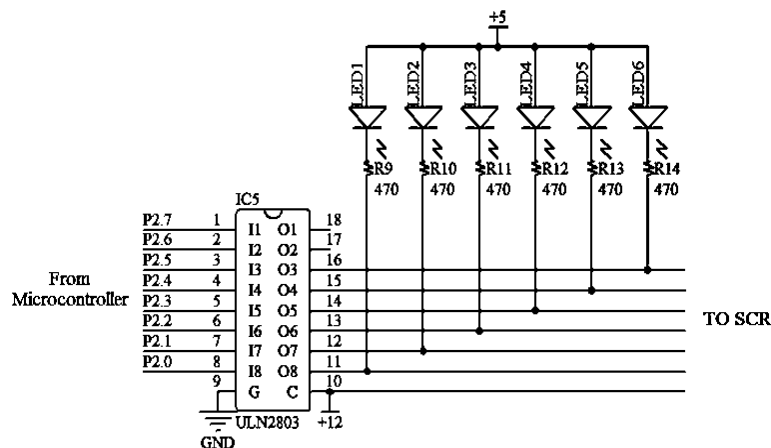 +5
LED1
LED2
LED3
LED4
LED5
LED6
R9
R10
R11
R12
R13
R14
470
470
470
470
470
470
IC5
P2.7 1 I1 O1 18
P2.6 2 I2 O2 17
P2.5 3 I3 O3 16
P2.4 4 I4 O4 15
P2.3 5 I5 O5 14
P2.2 6 I6 O6 13
P2.1 7 I7 O7 12
P2.0 8 I8 O8 11
9 G C 10
From
Microcontroller
TO SCR
ULN2803
+12
GND